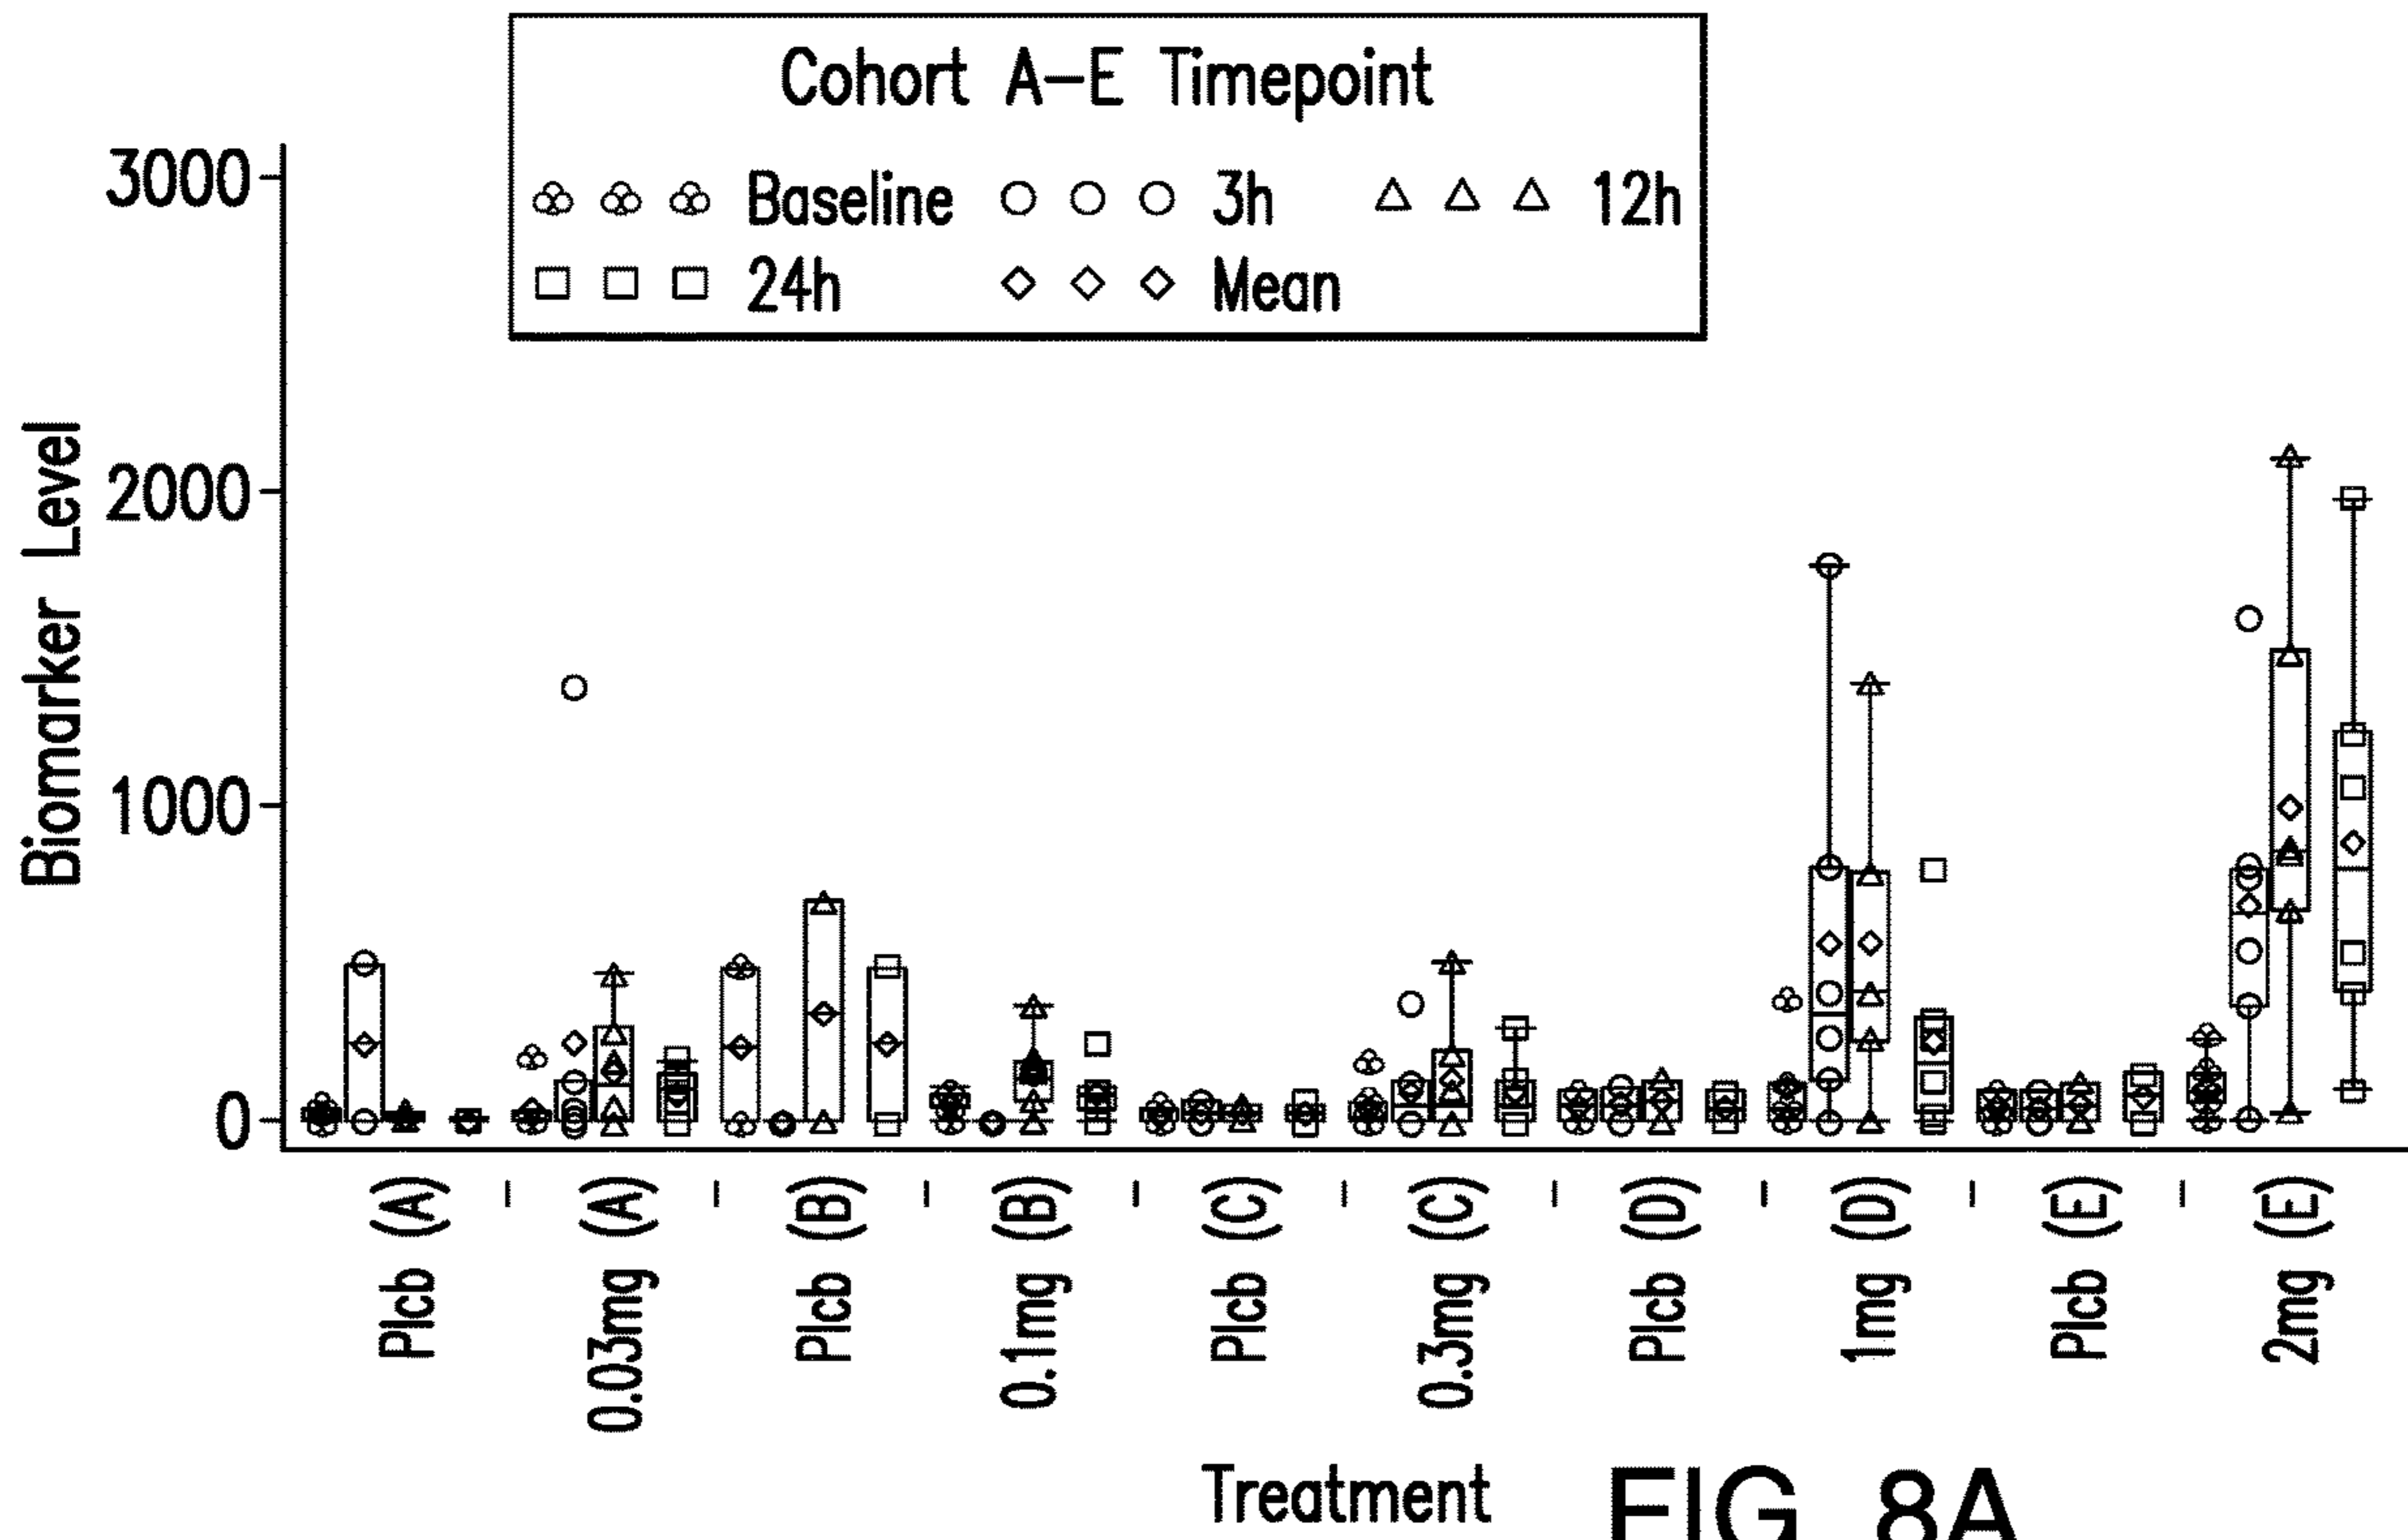 Cohort A-E Timepoint
Baseline 3h 12h
24h Mean
Biomarker Level
3000
2000
1000
0
Plcb (A)
0.03mg (A)
Plcb (B)
0.1mg (B)
Plcb (C)
0.3mg (C)
Plcb (D)
1mg (D)
Plcb (E)
2mg (E)
Treatment
FIG. 8A